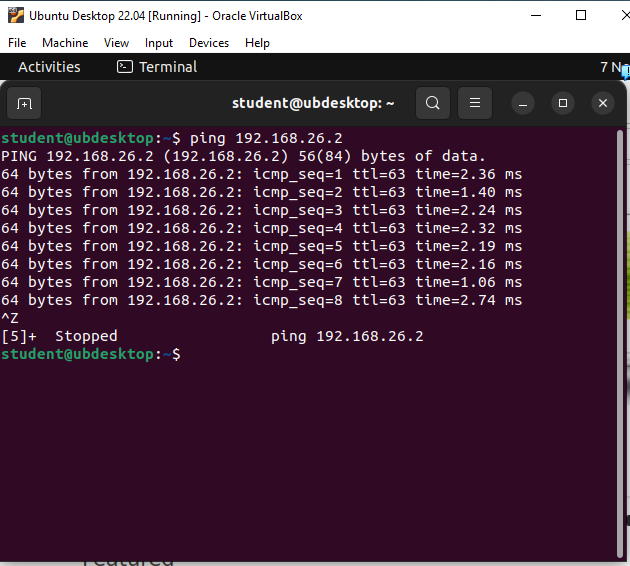 Ubuntu Desktop 22.04 [Running] - Oracle VirtualBox
File Machine View Input Devices Help
Activities Terminal 7
student@ubdesktop: ~
student@ubdesktop:~$ ping 192.168.26.2
PING 192.168.26.2 (192.168.26.2) 56(84) bytes of data.
64 bytes from 192.168.26.2: icmp_seq=1 ttl=63 time=2.36 ms
64 bytes from 192.168.26.2: icmp_seq=2 ttl=63 time=1.40 ms
64 bytes from 192.168.26.2: icmp_seq=3 ttl=63 time=2.24 ms
64 bytes from 192.168.26.2: icmp_seq=4 ttl=63 time=2.32 ms
64 bytes from 192.168.26.2: icmp_seq=5 ttl=63 time=2.19 ms
64 bytes from 192.168.26.2: icmp_seq=6 ttl=63 time=2.16 ms
64 bytes from 192.168.26.2: icmp_seq=7 ttl=63 time=1.06 ms
64 bytes from 192.168.26.2: icmp_seq=8 ttl=63 time=2.74 ms
^Z
[5]+  Stopped                 ping 192.168.26.2
student@ubdesktop:~$
Featured